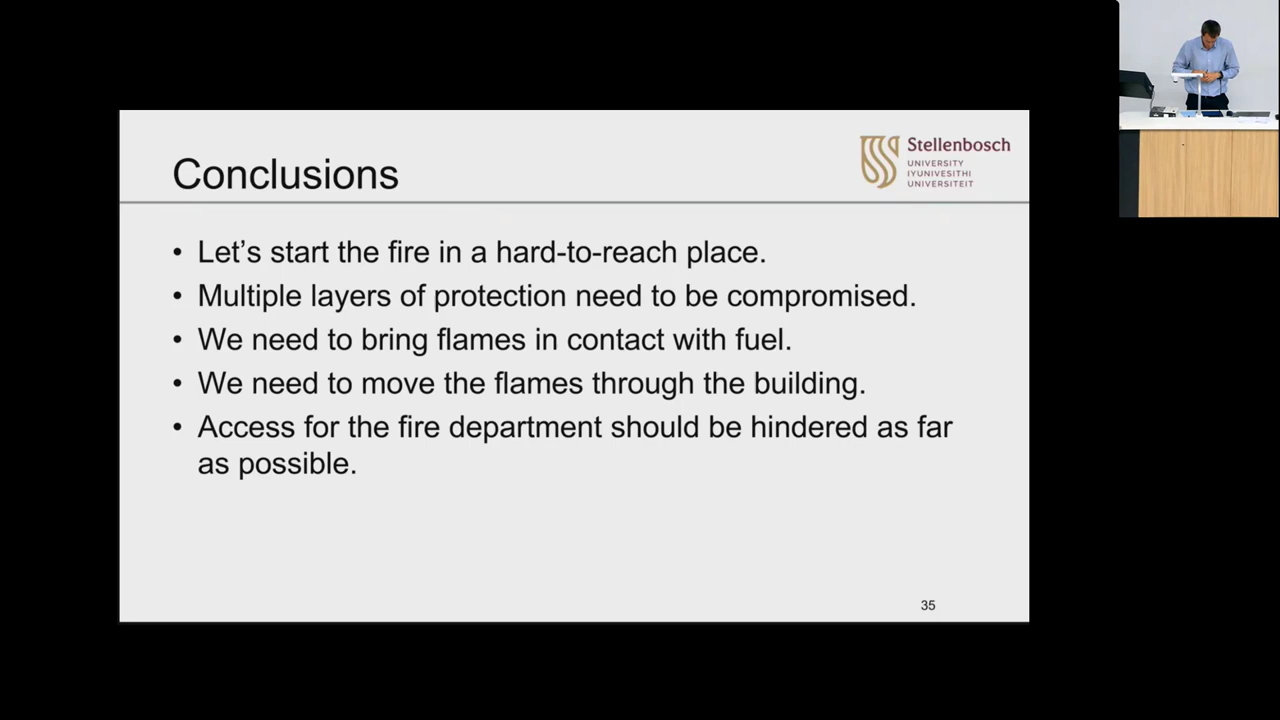 Conclusions
Stellenbosch
UNIVERSITY
IYUNIVESITHI
UNIVERSITEIT
• Let’s start the fire in a hard-to-reach place.
• Multiple layers of protection need to be compromised.
• We need to bring flames in contact with fuel.
• We need to move the flames through the building.
• Access for the fire department should be hindered as far
as possible.
35